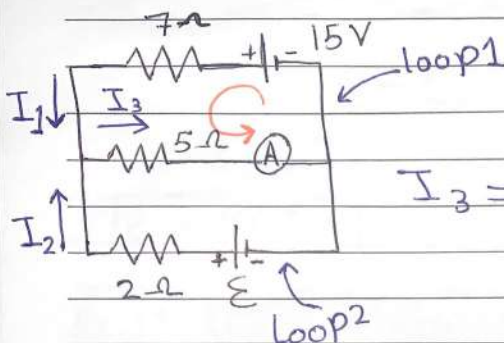 7Ω
+ - 15V
loop1
I1 I3
5Ω A
I3 =
I2
+ -
2Ω ε
Loop2